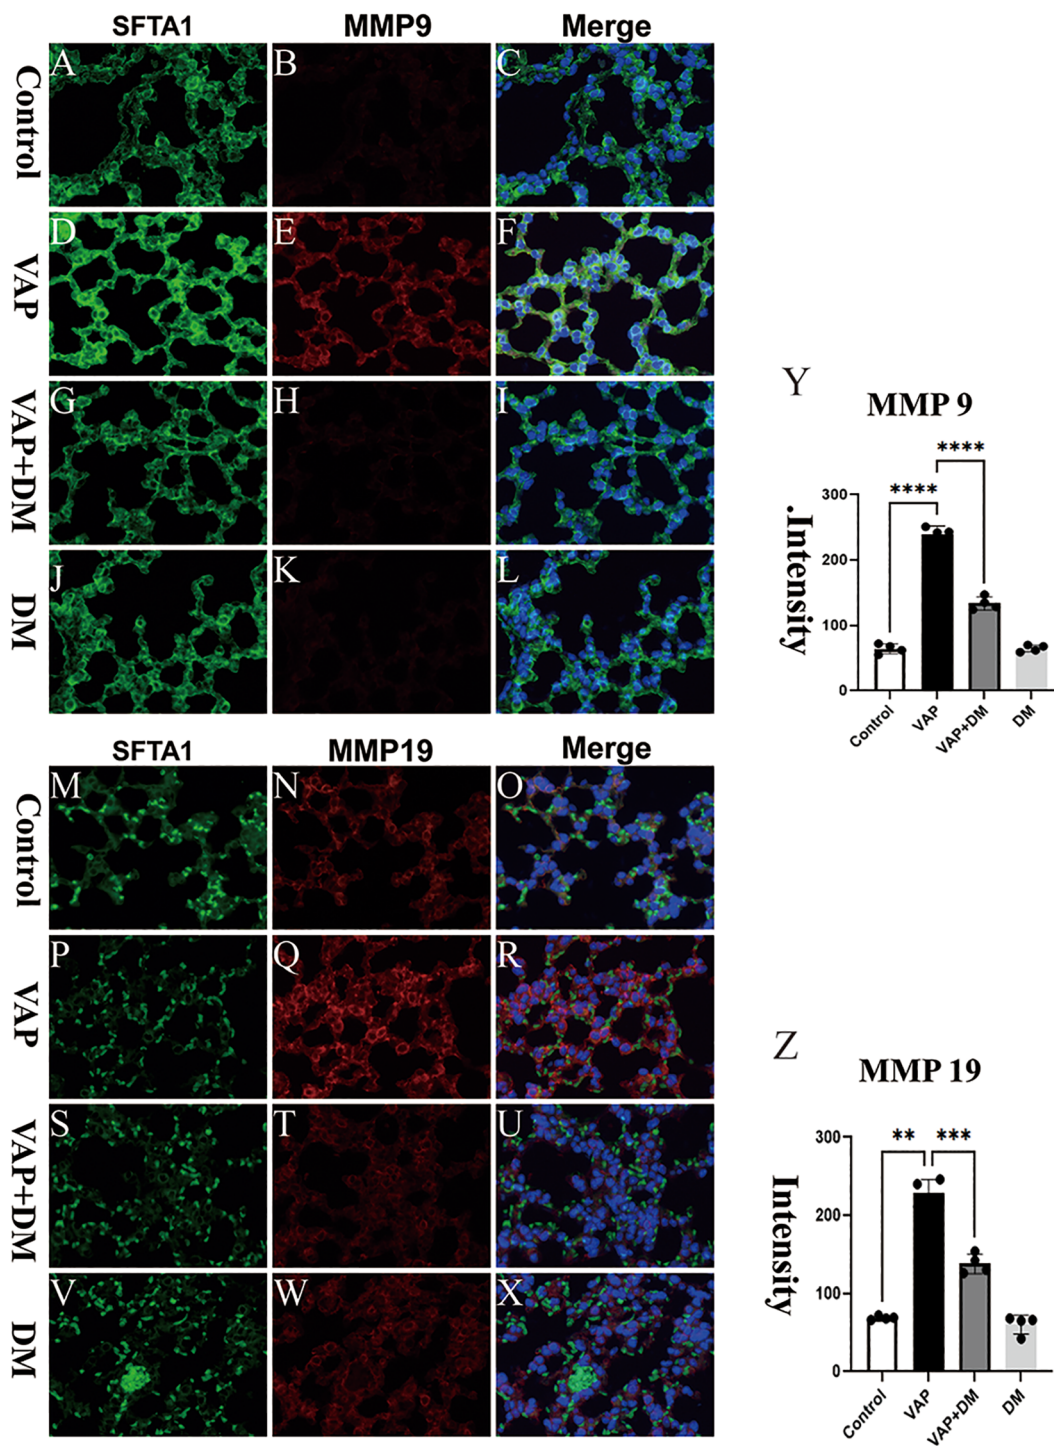 SFTA1 MMP9 Merge
Control A B C
VAP D E F
VAP+DM G H I
DM J K L
Y
MMP 9
****
****
.Intensity
300
200
100
0
Control VAP VAP+DM DM
SFTA1 MMP19 Merge
Control M N O
VAP P Q R
VAP+DM S T U
DM V W X
Z
MMP 19
** ***
Intensity
300
200
100
0
Control VAP VAP+DM DM